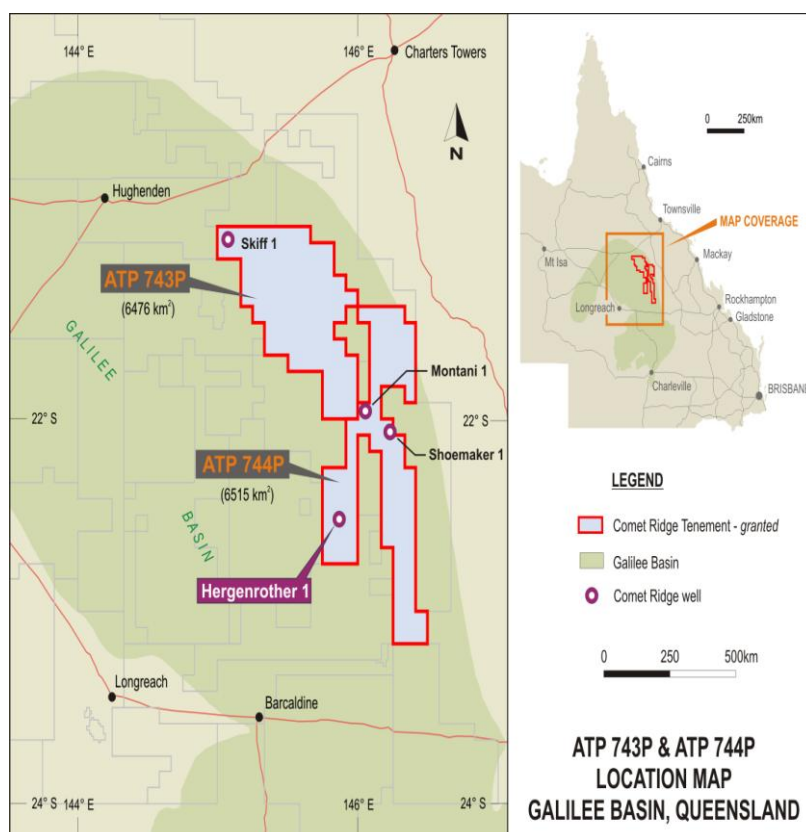 144° E
146° E
Charters Towers
N
Hughenden
Skiff 1
ATP 743P
(6476 km²)
GALILEE
Montani 1
22° S
22° S
Shoemaker 1
ATP 744P
(6515 km²)
BASIN
Hergenrother 1
Longreach
Barcaldine
24° S
144° E
146° E
24° S
0
250km
Cairns
Townsville
MAP COVERAGE
Mt Isa
Mackay
Longreach
Rockhampton
Gladstone
Charleville
BRISBANE
LEGEND
Comet Ridge Tenement - granted
Galilee Basin
Comet Ridge well
0
250
500km
ATP 743P & ATP 744P
LOCATION MAP
GALILEE BASIN, QUEENSLAND